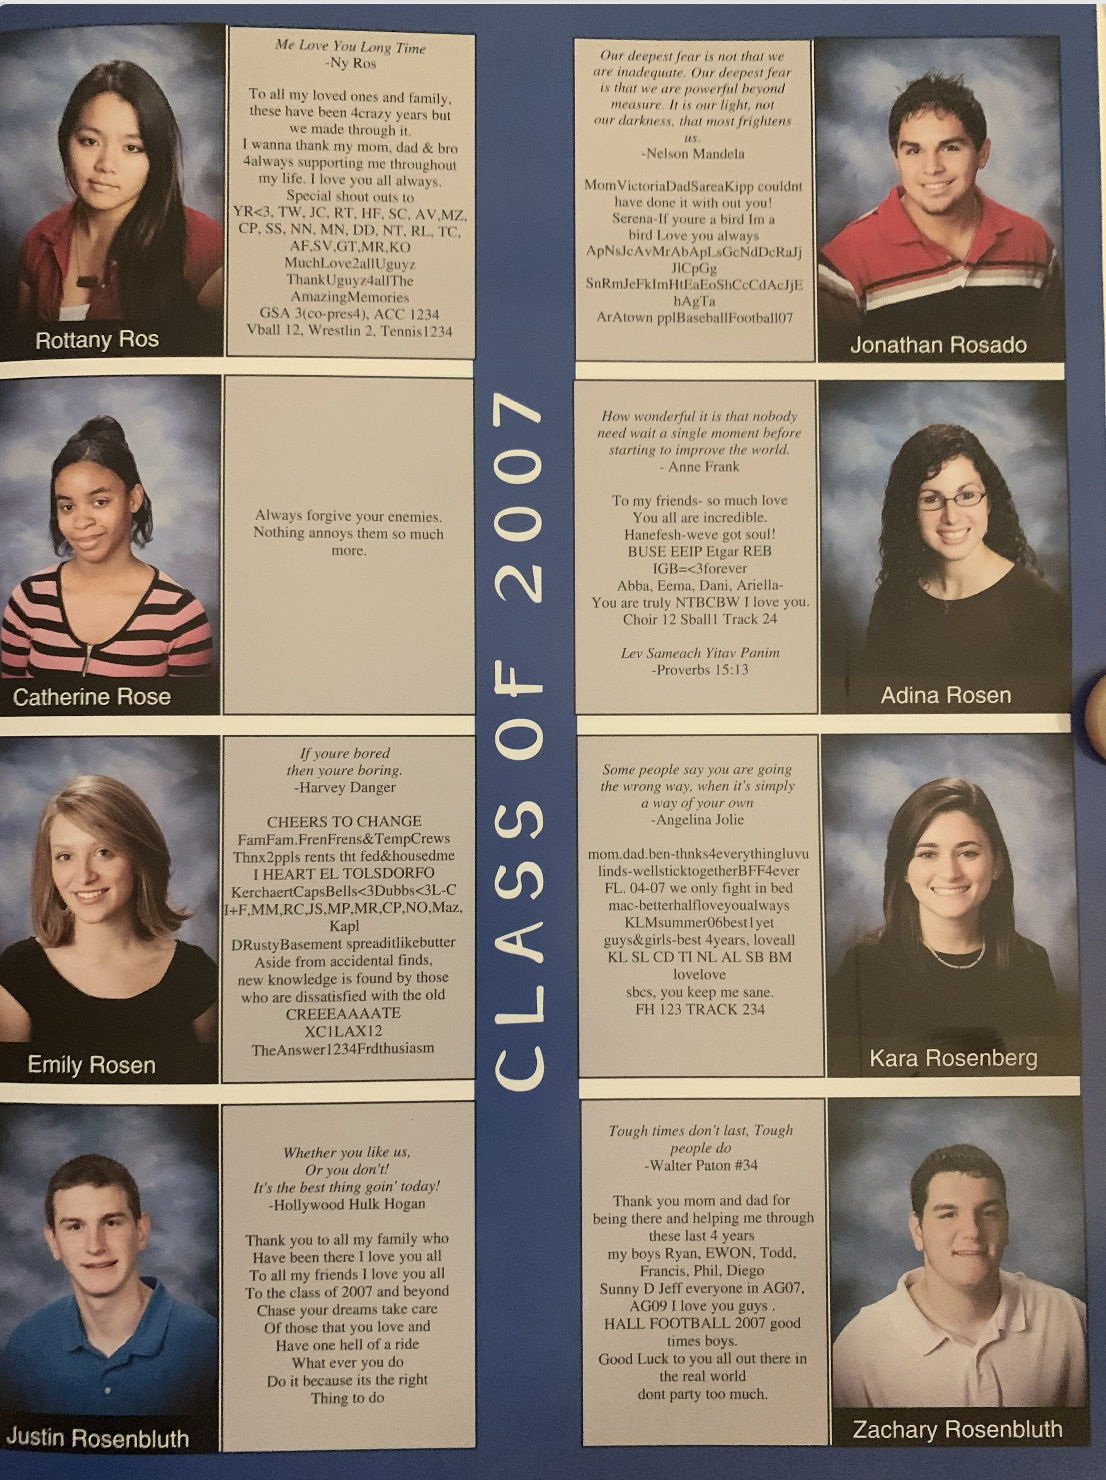 Me Love You Long Time
-Ny Ros
To all my loved ones and family,
these have been 4crazy years but
we made through it.
I wanna thank my mom, dad & bro
4always supporting me throughout
my life. I love you all always.
Special shout outs to
YR<3, TW, JC, RT, HF, SC, AV,MZ,
CP, SS, NN, MN, DD, NT, RL, TC,
AF,SV,GT,MR,KO
MuchLove2allUguyz
ThankUguyz4allThe
AmazingMemories
GSA 3(co-pres4), ACC 1234
Vball 12, Wrestlin 2, Tennis1234
Rottany Ros
Always forgive your enemies.
Nothing annoys them so much
more.
Catherine Rose
If youre bored
then youre boring.
-Harvey Danger
CHEERS TO CHANGE
FamFam.FrenFrens&TempCrews
Thnx2ppls rents tht fed&housedme
I HEART EL TOLSDORFO
KerchaertCapsBells<3Dubbs<3L-C
I+F,MM,RC,JS,MP,MR,CP,NO,Maz,
Kapl
DRustyBasement spreaditlikebutter
Aside from accidental finds,
new knowledge is found by those
who are dissatisfied with the old
CREEEAAAATE
XC1LAX12
TheAnswer1234Frdthusiasm
Emily Rosen
Whether you like us,
Or you don't!
It's the best thing goin' today!
-Hollywood Hulk Hogan
Thank you to all my family who
Have been there I love you all
To all my friends I love you all
To the class of 2007 and beyond
Chase your dreams take care
Of those that you love and
Have one hell of a ride
What ever you do
Do it because its the right
Thing to do
Justin Rosenbluth
CLASS OF 2007
Our deepest fear is not that we
are inadequate. Our deepest fear
is that we are powerful beyond
measure. It is our light, not
our darkness, that most frightens
us.
-Nelson Mandela
MomVictoriaDadSareaKipp couldnt
have done it with out you!
Serena-If youre a bird Im a
bird Love you always
ApNsJcAvMrAbApLsGcNdDcRaJj
JlCpGg
SnRmJeFkImHtEaEoShCcCdAcJjE
hAgTa
ArAtown pplBaseballFootball07
Jonathan Rosado
How wonderful it is that nobody
need wait a single moment before
starting to improve the world.
- Anne Frank
To my friends- so much love
You all are incredible.
Hanefesh-weve got soul!
BUSE EEIP Etgar REB
IGB=<3forever
Abba, Eema, Dani, Ariella-
You are truly NTBCBW I love you.
Choir 12 Sball1 Track 24
Lev Sameach Yitav Panim
-Proverbs 15:13
Adina Rosen
Some people say you are going
the wrong way, when it's simply
a way of your own
-Angelina Jolie
mom.dad.ben-thnks4everythingluvu
linds-wellsticktogetherBFF4ever
FL. 04-07 we only fight in bed
mac-betterhalfloveyoualways
KLMsummer06best1yet
guys&girls-best 4years, loveall
KL SL CD TI NL AL SB BM
lovelove
sbcs, you keep me sane.
FH 123 TRACK 234
Kara Rosenberg
Tough times don't last, Tough
people do
-Walter Paton #34
Thank you mom and dad for
being there and helping me through
these last 4 years
my boys Ryan, EWON, Todd,
Francis, Phil, Diego
Sunny D Jeff everyone in AG07,
AG09 I love you guys .
HALL FOOTBALL 2007 good
times boys.
Good Luck to you all out there in
the real world
dont party too much.
Zachary Rosenbluth